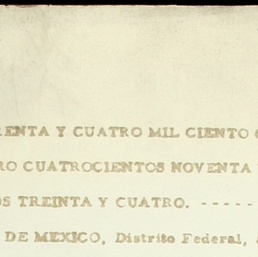 RENTA Y CUATRO MIL CIENTO
RO CUATROCIENTOS NOVENTA
OS TREINTA Y CUATRO. - - - - -
DE MEXICO, Distrito Federal,